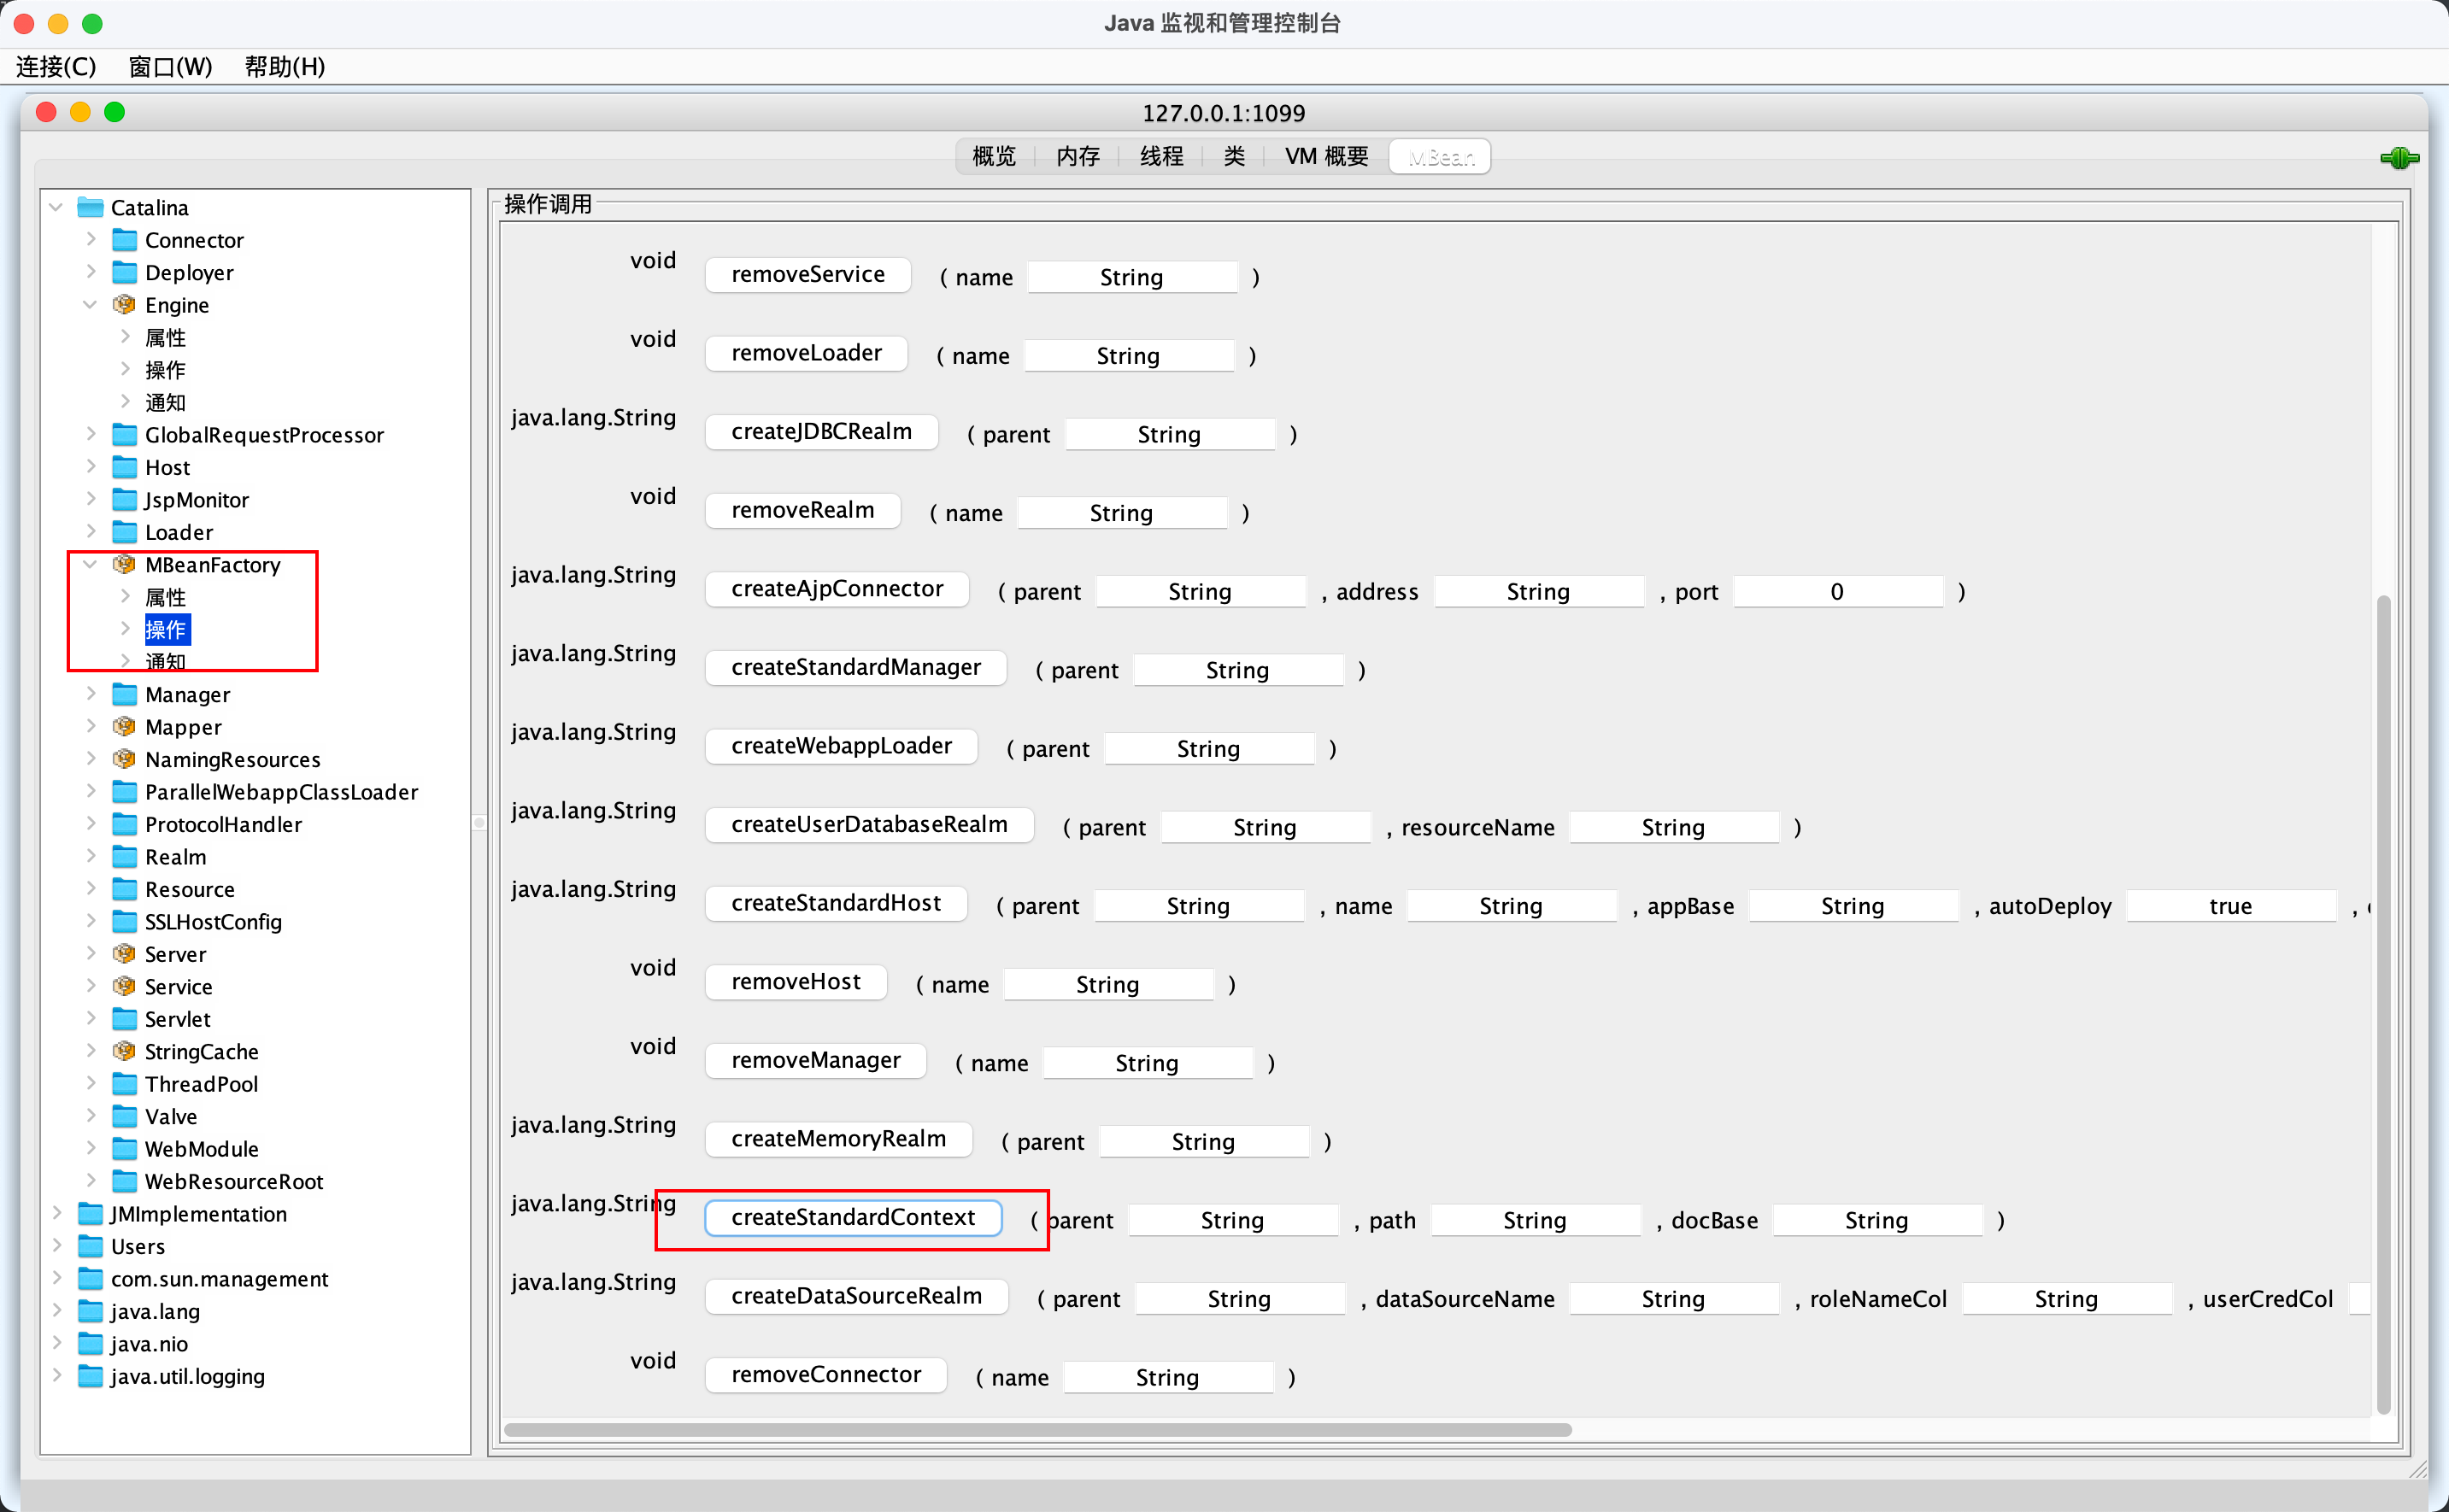 Java 监视和管理控制台
连接(C) 窗口(W) 帮助(H)
127.0.0.1:1099
概览 内存 线程 类 VM 概要 MBean
Catalina
Connector
Deployer
Engine
属性
操作
通知
GlobalRequestProcessor
Host
JspMonitor
Loader
MBeanFactory
属性
操作
通知
Manager
Mapper
NamingResources
ParallelWebappClassLoader
ProtocolHandler
Realm
Resource
SSLHostConfig
Server
Service
Servlet
StringCache
ThreadPool
Valve
WebModule
WebResourceRoot
JMImplementation
Users
com.sun.management
java.lang
java.nio
java.util.logging
操作调用
void removeService ( name String )
void removeLoader ( name String )
java.lang.String createJDBCRealm ( parent String )
void removeRealm ( name String )
java.lang.String createAjpConnector ( parent String , address String , port 0 )
java.lang.String createStandardManager ( parent String )
java.lang.String createWebappLoader ( parent String )
java.lang.String createUserDatabaseRealm ( parent String , resourceName String )
java.lang.String createStandardHost ( parent String , name String , appBase String , autoDeploy true ,
void removeHost ( name String )
void removeManager ( name String )
java.lang.String createMemoryRealm ( parent String )
java.lang.String createStandardContext ( parent String , path String , docBase String )
java.lang.String createDataSourceRealm ( parent String , dataSourceName String , roleNameCol String , userCredCol
void removeConnector ( name String )